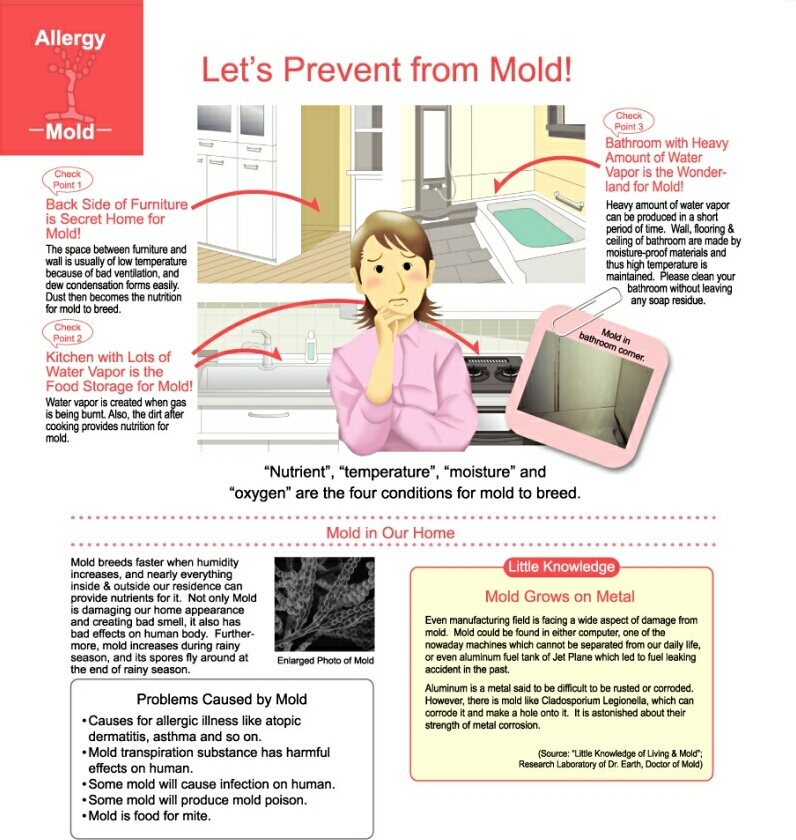 Allergy
Mold
Let's Prevent from Mold!
Check
Point 1
Back Side of Furniture
is Secret Home for
Mold!
The space between furniture and
wall is usually of low temperature
because of bad ventilation, and
dew condensation forms easily.
Dust then becomes the nutrition
for mold to breed.
Check
Point 2
Kitchen with Lots of
Water Vapor is the
Food Storage for Mold!
Water vapor is created when gas
is being burnt. Also, the dirt after
cooking provides nutrition for
mold.
Check
Point 3
Bathroom with Heavy
Amount of Water
Vapor is the Wonder-
land for Mold!
Heavy amount of water vapor
can be produced in a short
period of time. Wall, flooring &
ceiling of bathroom are made by
moisture-proof materials and
thus high temperature is
maintained. Please clean your
bathroom without leaving
any soap residue.
Mold in
bathroom corner.
“Nutrient”, “temperature”, “moisture” and
“oxygen” are the four conditions for mold to breed.
Mold in Our Home
Mold breeds faster when humidity
increases, and nearly everything
inside & outside our residence can
provide nutrients for it. Not only Mold
is damaging our home appearance
and creating bad smell, it also has
bad effects on human body. Further-
more, mold increases during rainy
season, and its spores fly around at
the end of rainy season.
Enlarged Photo of Mold
Problems Caused by Mold
• Causes for allergic illness like atopic
dermatitis, asthma and so on.
• Mold transpiration substance has harmful
effects on human.
• Some mold will cause infection on human.
• Some mold will produce mold poison.
• Mold is food for mite.
Little Knowledge
Mold Grows on Metal
Even manufacturing field is facing a wide aspect of damage from
mold. Mold could be found in either computer, one of the
nowaday machines which cannot be separated from our daily life,
or even aluminum fuel tank of Jet Plane which led to fuel leaking
accident in the past.
Aluminum is a metal said to be difficult to be rusted or corroded.
However, there is mold like Cladosporium Legionella, which can
corrode it and make a hole onto it. It is astonished about their
strength of metal corrosion.
(Source: “Little Knowledge of Living & Mold”;
Research Laboratory of Dr. Earth, Doctor of Mold)